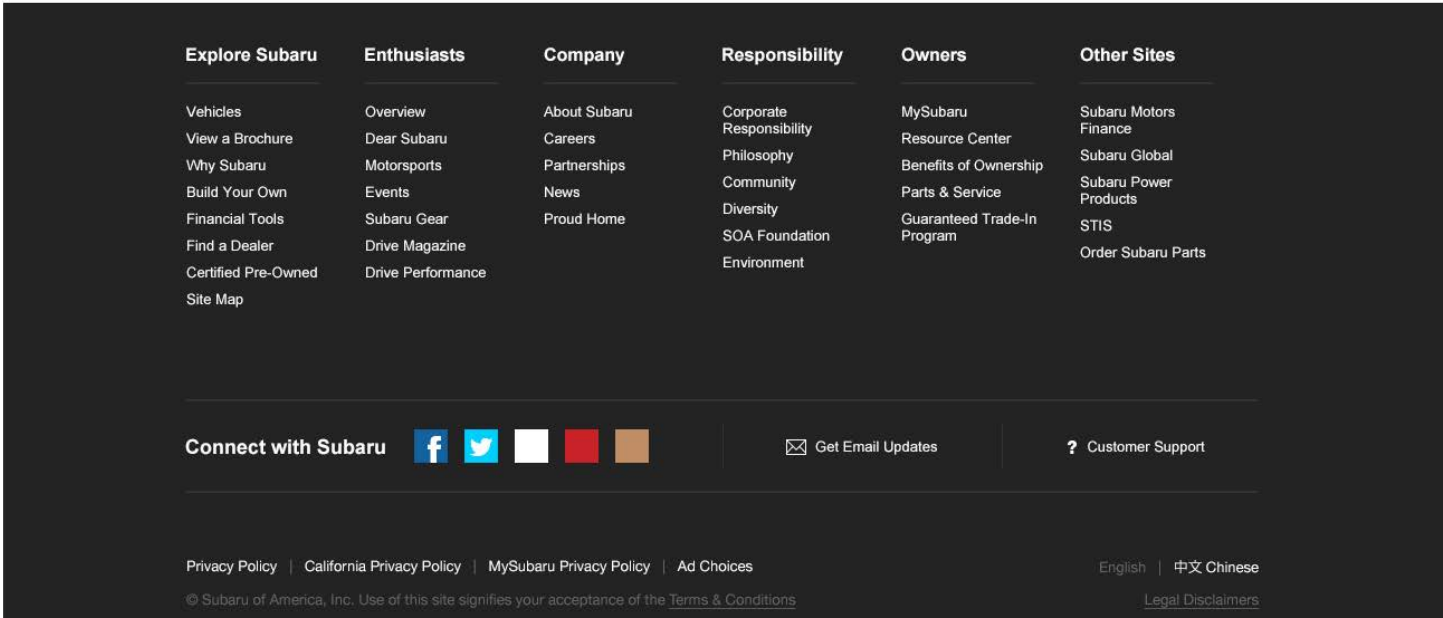 Explore Subaru
Vehicles
View a Brochure
Why Subaru
Build Your Own
Financial Tools
Find a Dealer
Certified Pre-Owned
Site Map
Enthusiasts
Overview
Dear Subaru
Motorsports
Events
Subaru Gear
Drive Magazine
Drive Performance
Company
About Subaru
Careers
Partnerships
News
Proud Home
Responsibility
Corporate
Responsibility
Philosophy
Community
Diversity
SOA Foundation
Environment
Owners
MySubaru
Resource Center
Benefits of Ownership
Parts & Service
Guaranteed Trade-In
Program
Other Sites
Subaru Motors
Finance
Subaru Global
Subaru Power
Products
STIS
Order Subaru Parts
Connect with Subaru
f
Get Email Updates
? Customer Support
Privacy Policy | California Privacy Policy | MySubaru Privacy Policy | Ad Choices
English | 中文 Chinese
© Subaru of America, Inc. Use of this site signifies your acceptance of the Terms & Conditions
Legal Disclaimers